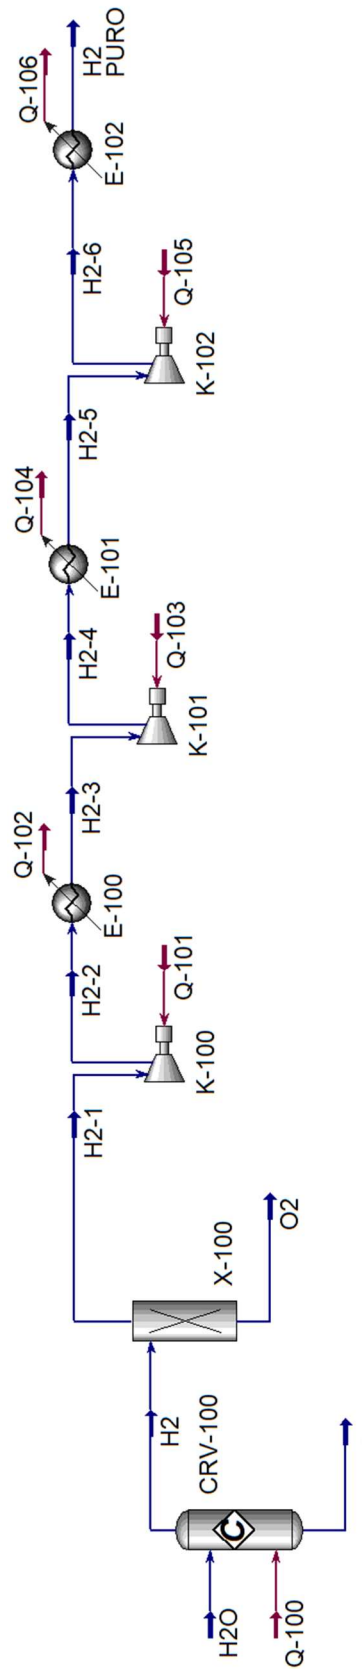 H2O
Q-100
C
CRV-100
H2
X-100
O2
H2-1
K-100
Q-101
H2-2
E-100
Q-102
H2-3
K-101
Q-103
H2-4
E-101
Q-104
H2-5
K-102
Q-105
H2-6
E-102
Q-106
H2
PURO